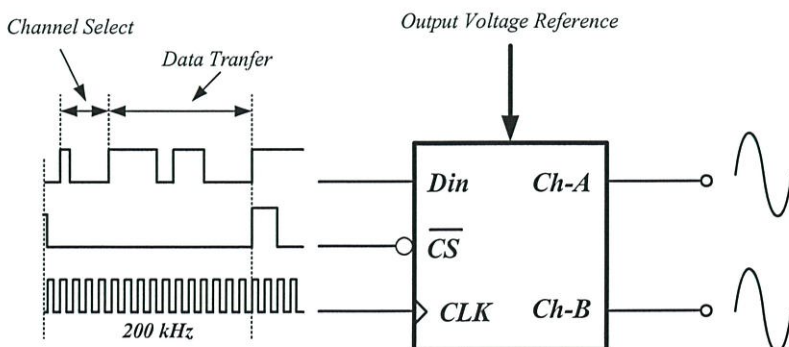 Output Voltage Reference
Channel Select
Data Tranfer
Din Ch-A
CS
CLK Ch-B
200 kHz